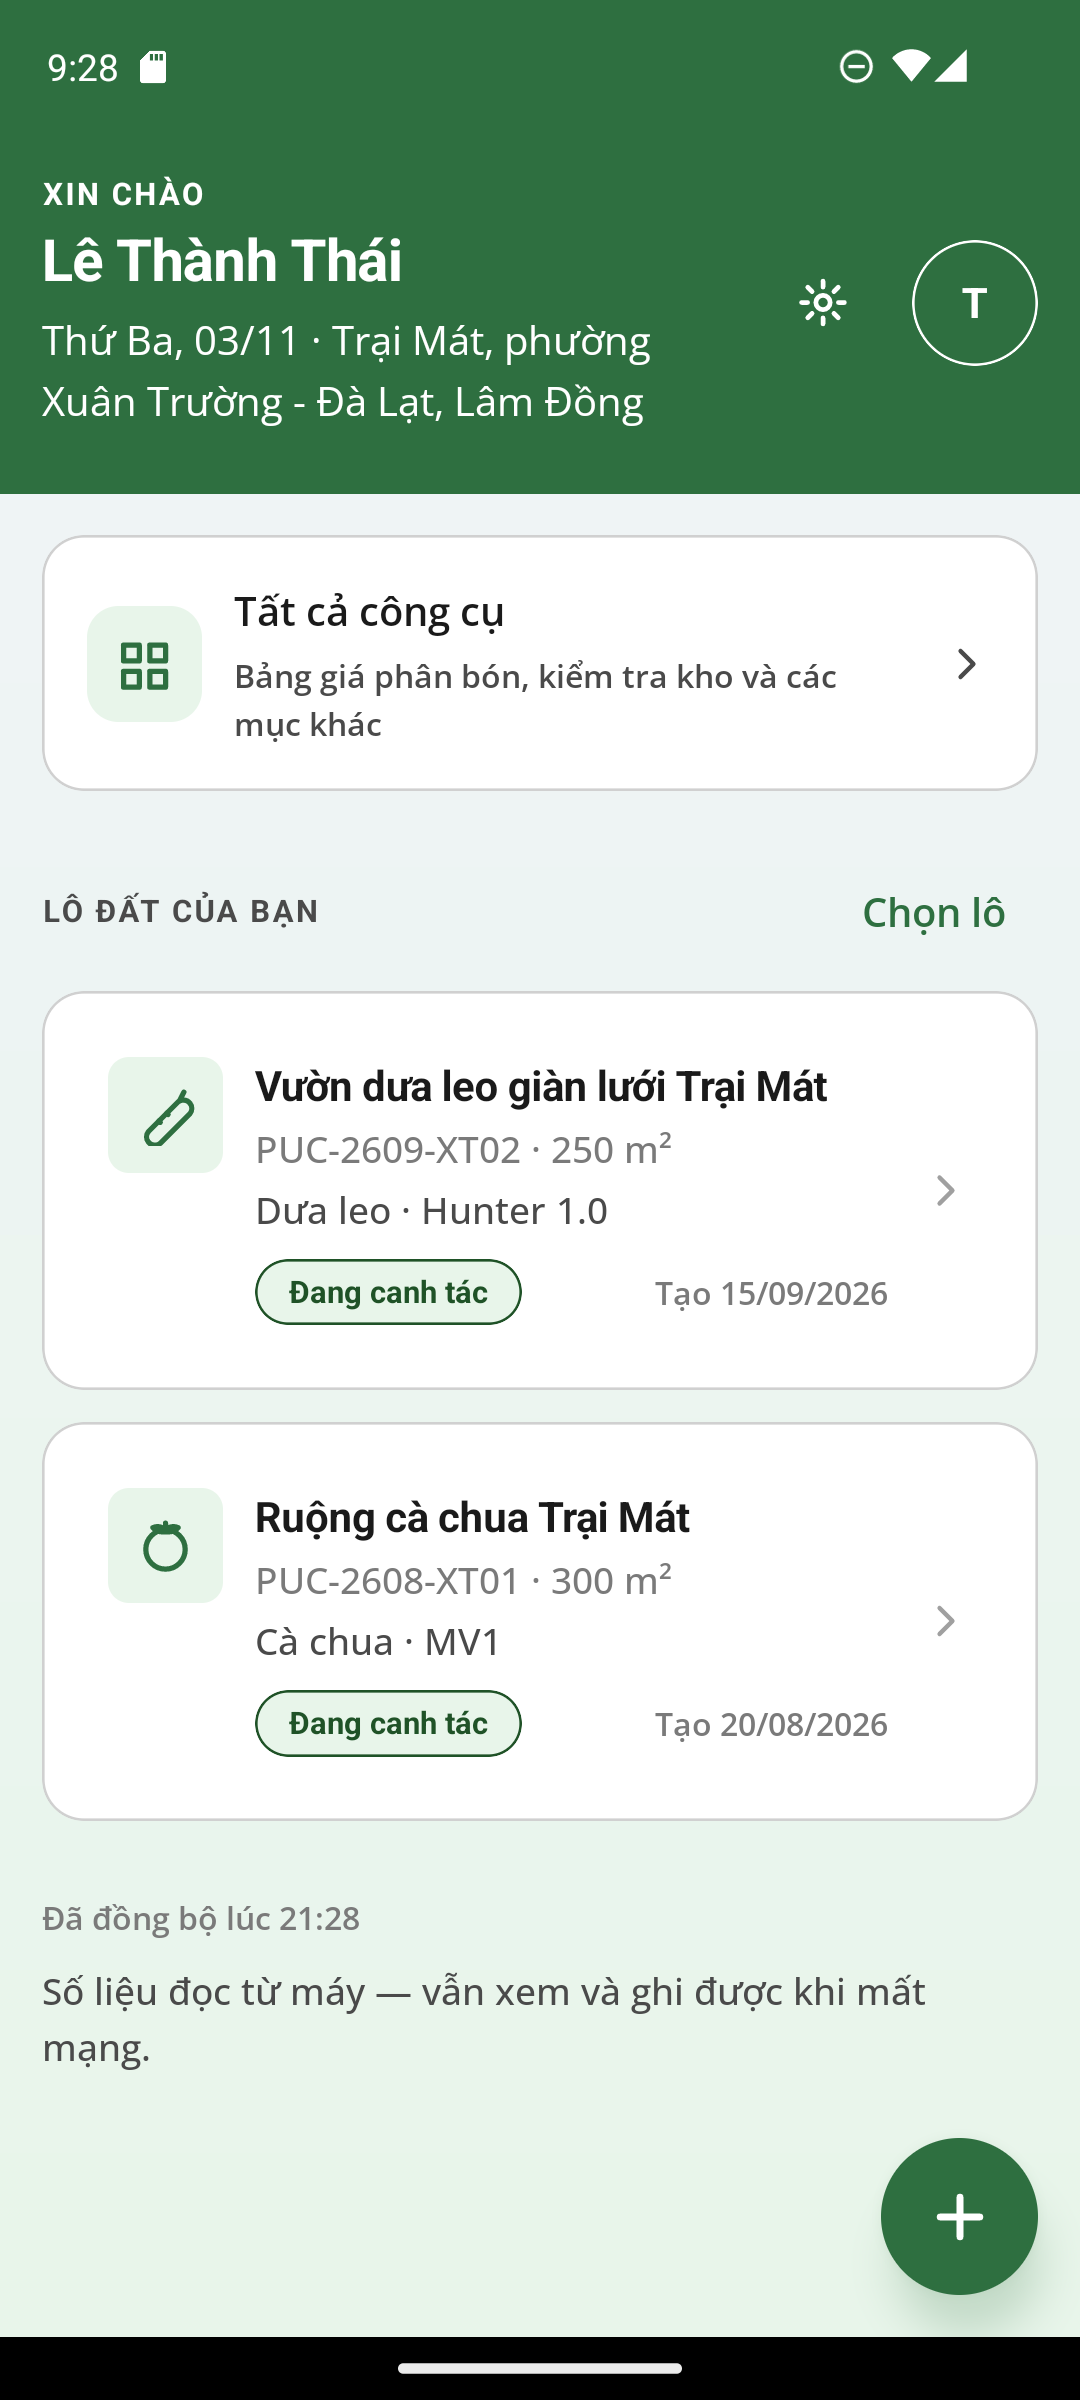 9:28
XIN CHÀO
Lê Thành Thái
Thứ Ba, 03/11 · Trại Mát, phường
Xuân Trường - Đà Lạt, Lâm Đồng
T
Tất cả công cụ
Bảng giá phân bón, kiểm tra kho và các
mục khác
LÔ ĐẤT CỦA BẠN
Chọn lô
Vườn dưa leo giàn lưới Trại Mát
PUC-2609-XT02 · 250 m²
Dưa leo · Hunter 1.0
Đang canh tác
Tạo 15/09/2026
Ruộng cà chua Trại Mát
PUC-2608-XT01 · 300 m²
Cà chua · MV1
Đang canh tác
Tạo 20/08/2026
Đã đồng bộ lúc 21:28
Số liệu đọc từ máy — vẫn xem và ghi được khi mất
mạng.